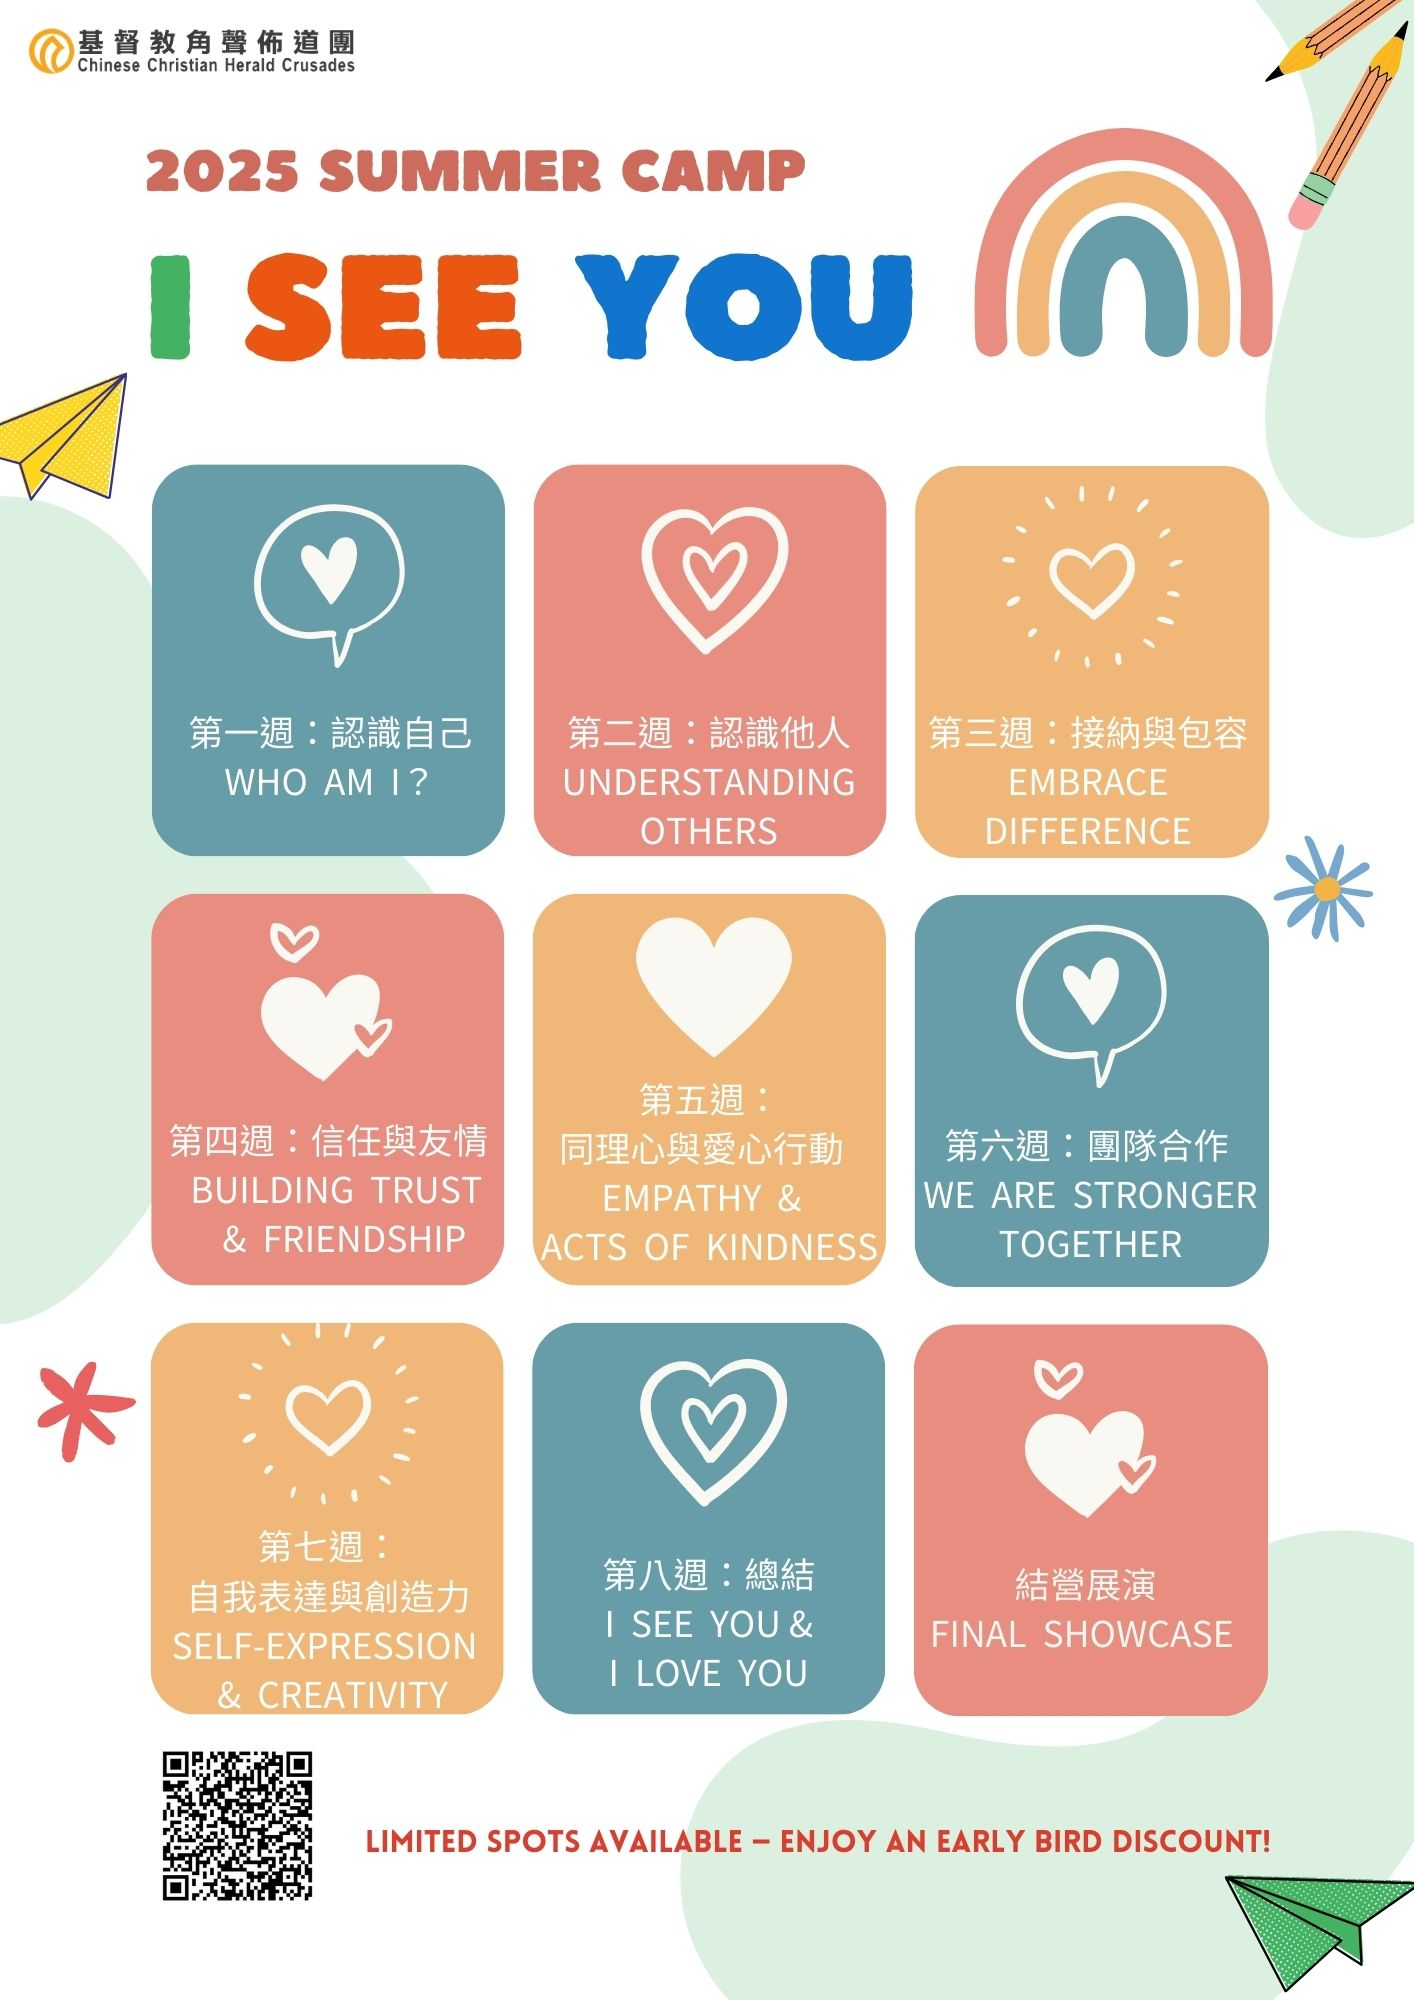 基督教角聲佈道團
Chinese Christian Herald Crusades
2025 SUMMER CAMP
I SEE YOU
第一週：認識自己
WHO AM I?
第二週：認識他人
UNDERSTANDING
OTHERS
第三週：接納與包容
EMBRACE
DIFFERENCE
第四週：信任與友情
BUILDING TRUST
& FRIENDSHIP
第五週：
同理心與愛心行動
EMPATHY &
ACTS OF KINDNESS
第六週：團隊合作
WE ARE STRONGER
TOGETHER
第七週：
自我表達與創造力
SELF-EXPRESSION
& CREATIVITY
第八週：總結
I SEE YOU &
I LOVE YOU
結營展演
FINAL SHOWCASE
LIMITED SPOTS AVAILABLE – ENJOY AN EARLY BIRD DISCOUNT!